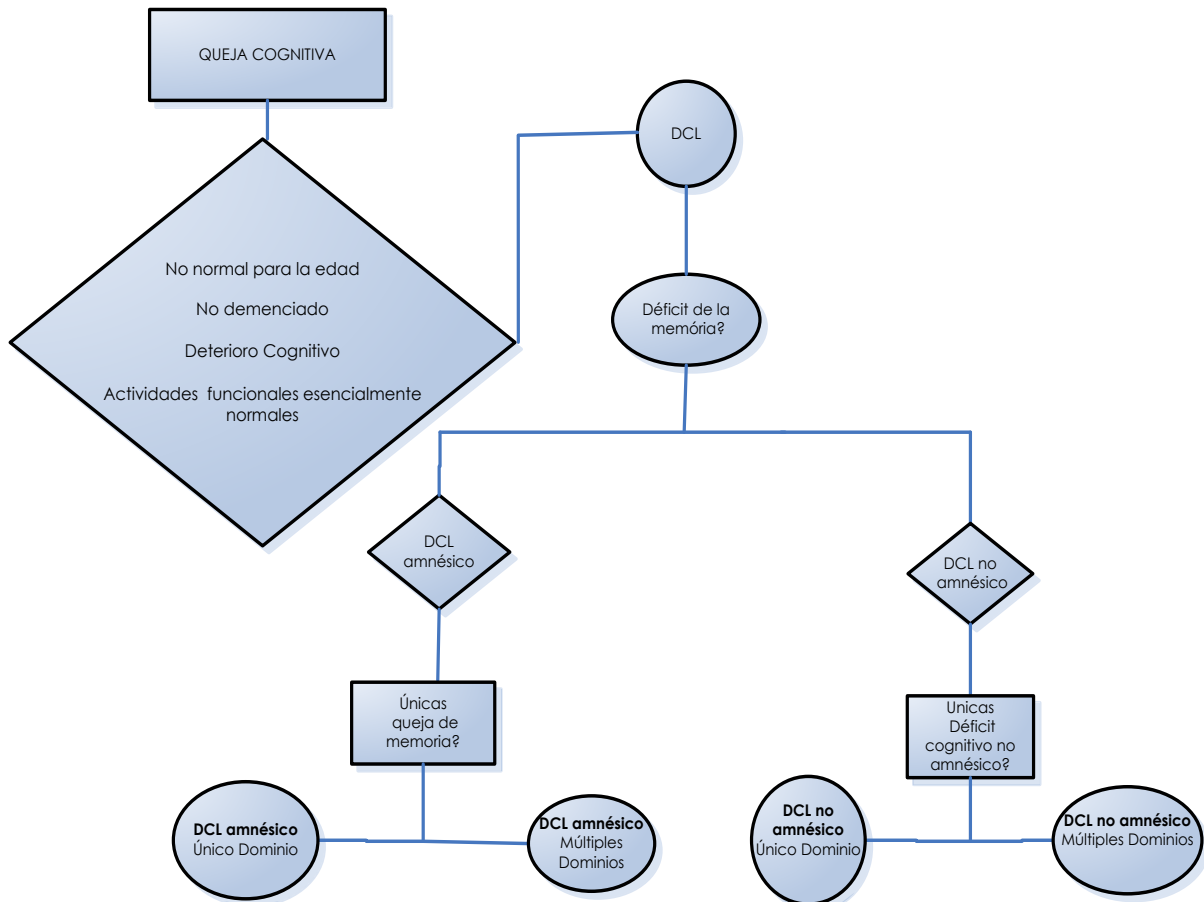 QUEJA COGNITIVA
No normal para la edad
No demenciado
Deterioro Cognitivo
Actividades funcionales esencialmente
normales
DCL
Déficit de la
memória?
DCL
amnésico
DCL no
amnésico
Únicas
queja de
memoria?
Unicas
Déficit
cognitivo no
amnésico?
DCL amnésico
Único Dominio
DCL amnésico
Múltiples
Dominios
DCL no
amnésico
Único Dominio
DCL no amnésico
Múltiples Dominios